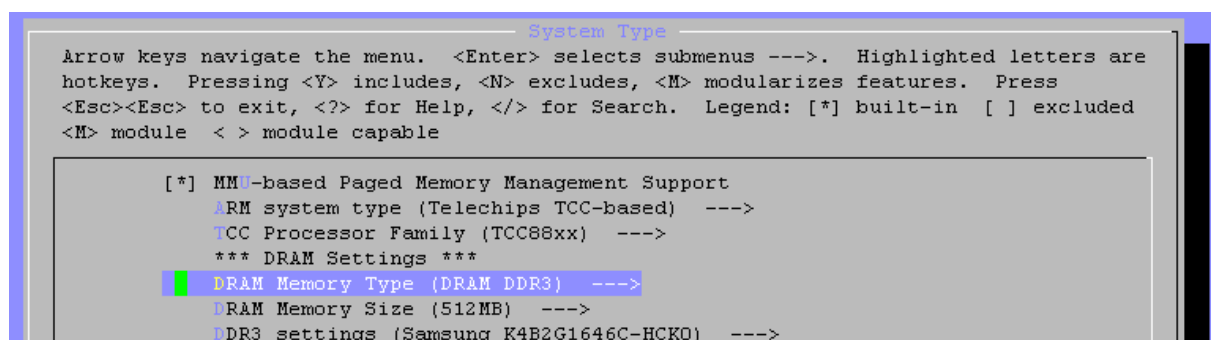 System Type
Arrow keys navigate the menu.  <Enter> selects submenus --->.  Highlighted letters are
hotkeys.  Pressing <Y> includes, <N> excludes, <M> modularizes features.  Press
<Esc><Esc> to exit, <?> for Help, </> for Search.  Legend: [*] built-in  [ ] excluded
<M> module  < > module capable
[*] MMU-based Paged Memory Management Support
ARM system type (Telechips TCC-based)  --->
TCC Processor Family (TCC88xx)  --->
*** DRAM Settings ***
DRAM Memory Type (DRAM DDR3)  --->
DRAM Memory Size (512MB)  --->
DDR3 settings (Samsung K4B2G1646C-HCK0)  --->